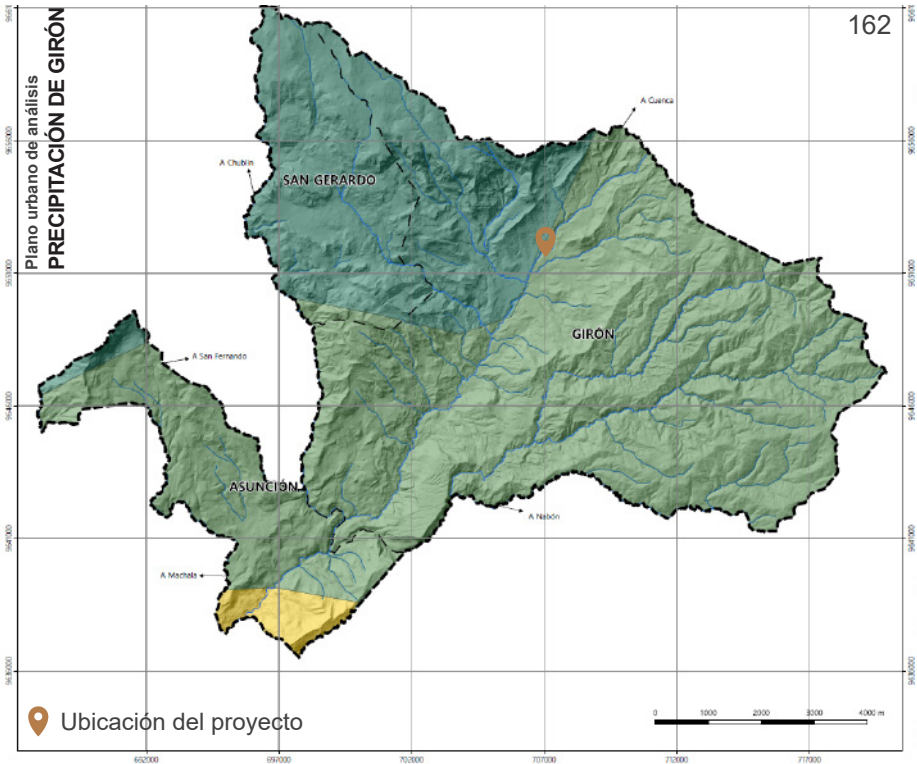 Plano urbano de análisis
PRECIPITACIÓN DE GIRÓN
162
A Cuenca
A Chublin
SAN GERARDO
GIRÓN
A San Fernando
ASUNCIÓN
A Nabón
A Machala
Ubicación del proyecto
0 1000 2000 3000 4000 m
697000 702000 707000 712000 717000